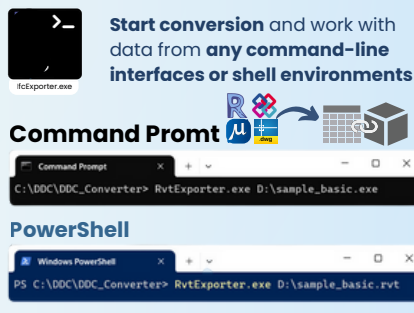 Start conversion and work with
data from any command-line
interfaces or shell environments
IfcExporter.exe
R
µ
.dwg
Command Promt
Command Prompt
C:\DDC\DDC_Converter> RvtExporter.exe D:\sample_basic.exe
PowerShell
Windows PowerShell
PS C:\DDC\DDC_Converter> RvtExporter.exe D:\sample_basic.rvt